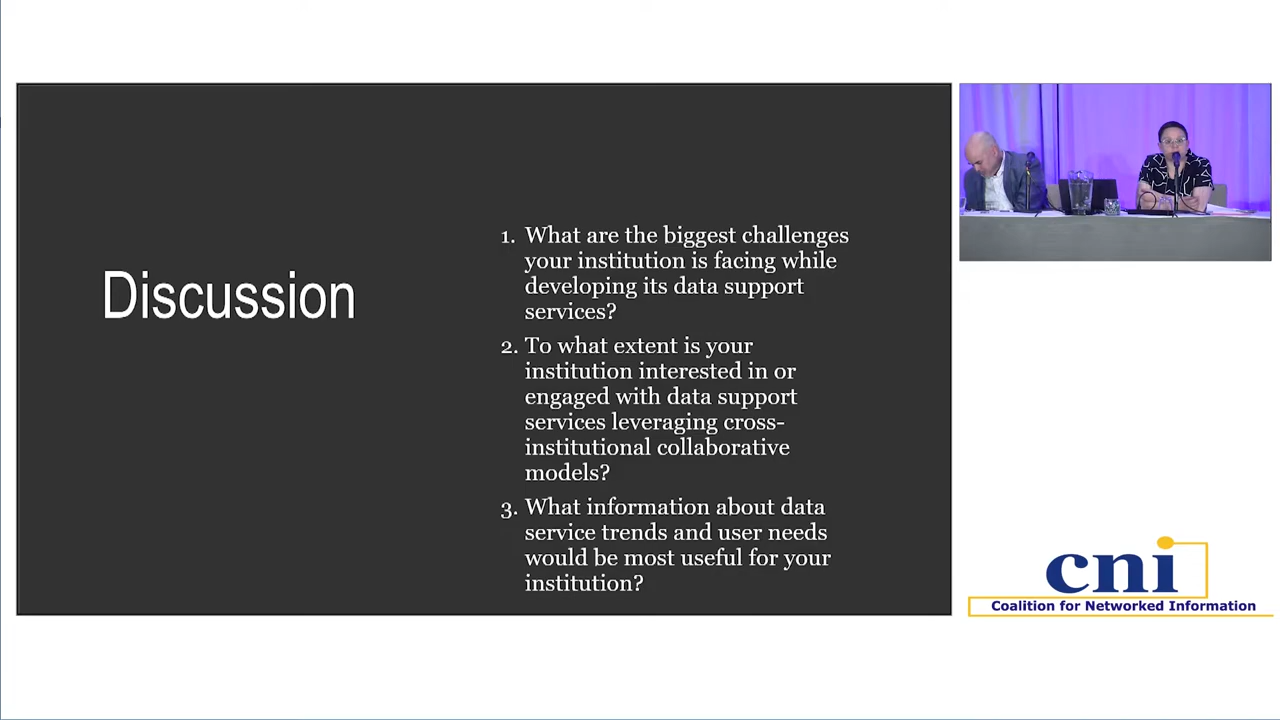 Discussion
1. What are the biggest challenges
your institution is facing while
developing its data support
services?
2. To what extent is your
institution interested in or
engaged with data support
services leveraging cross-
institutional collaborative
models?
3. What information about data
service trends and user needs
would be most useful for your
institution?
cni
Coalition for Networked Information